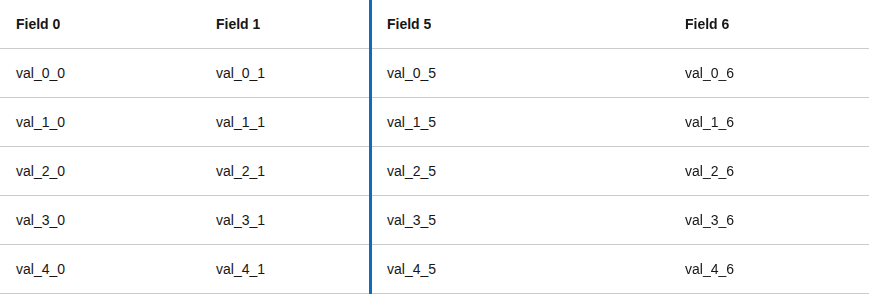 Field 0 Field 1 Field 5 Field 6
val_0_0 val_0_1 val_0_5 val_0_6
val_1_0 val_1_1 val_1_5 val_1_6
val_2_0 val_2_1 val_2_5 val_2_6
val_3_0 val_3_1 val_3_5 val_3_6
val_4_0 val_4_1 val_4_5 val_4_6